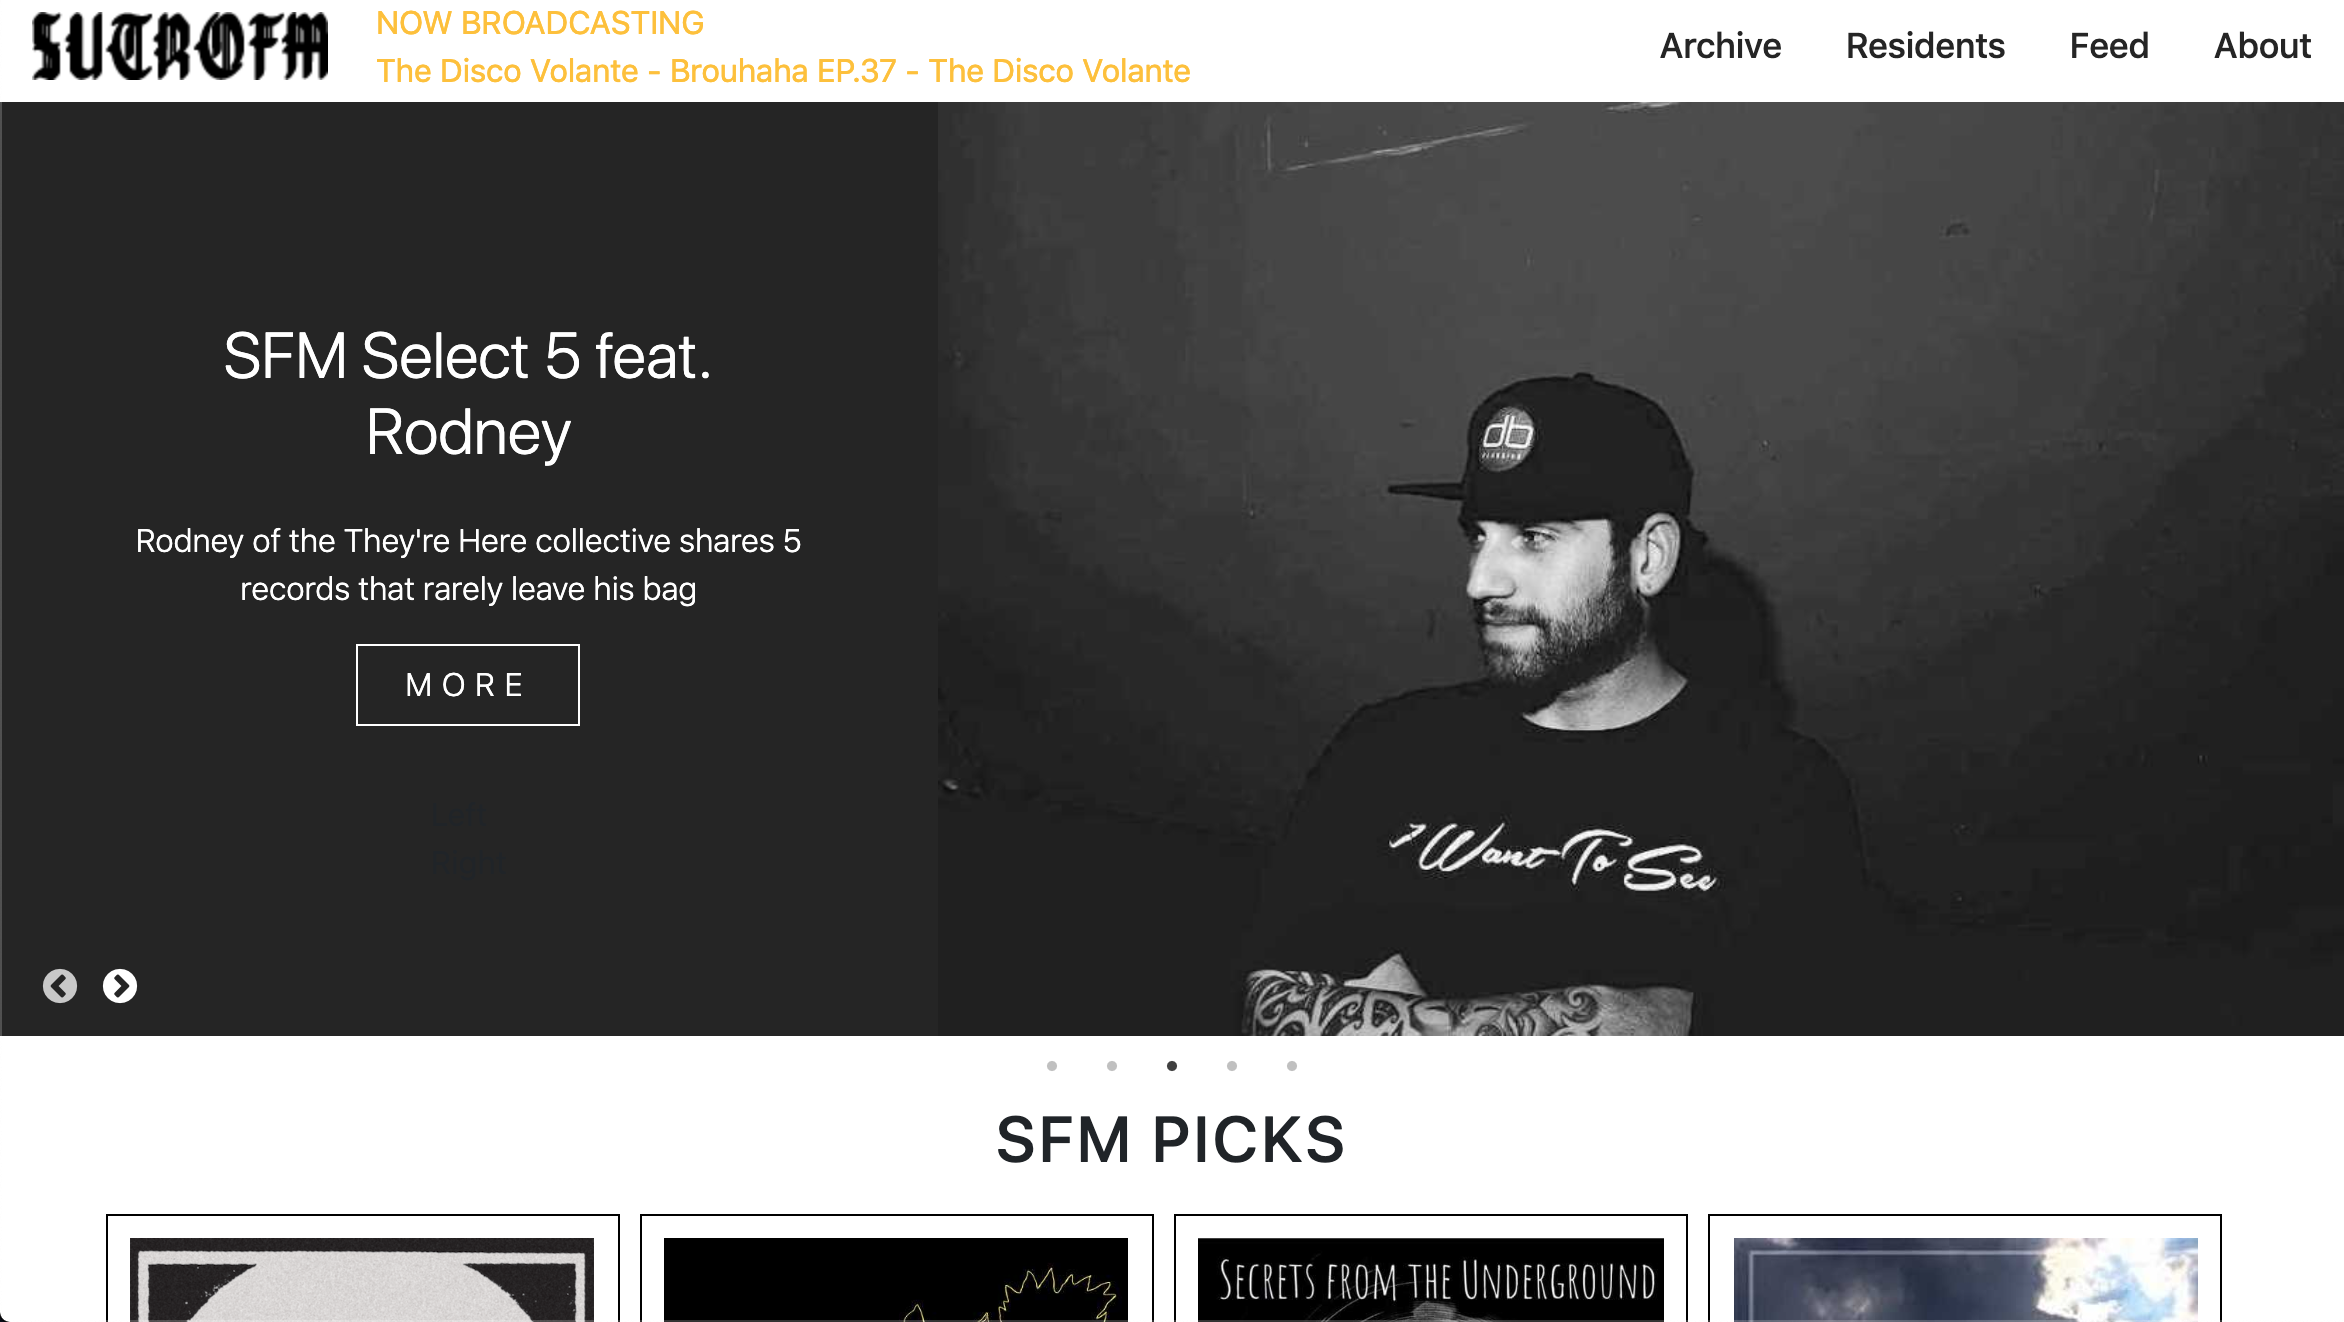 SUTROFM
NOW BROADCASTING
The Disco Volante - Brouhaha EP.37 - The Disco Volante
Archive Residents Feed About
SFM Select 5 feat.
Rodney
Rodney of the They're Here collective shares 5
records that rarely leave his bag
MORE
Left
Right
db
I Want To See
SFM PICKS
SECRETS FROM THE UNDERGROUND